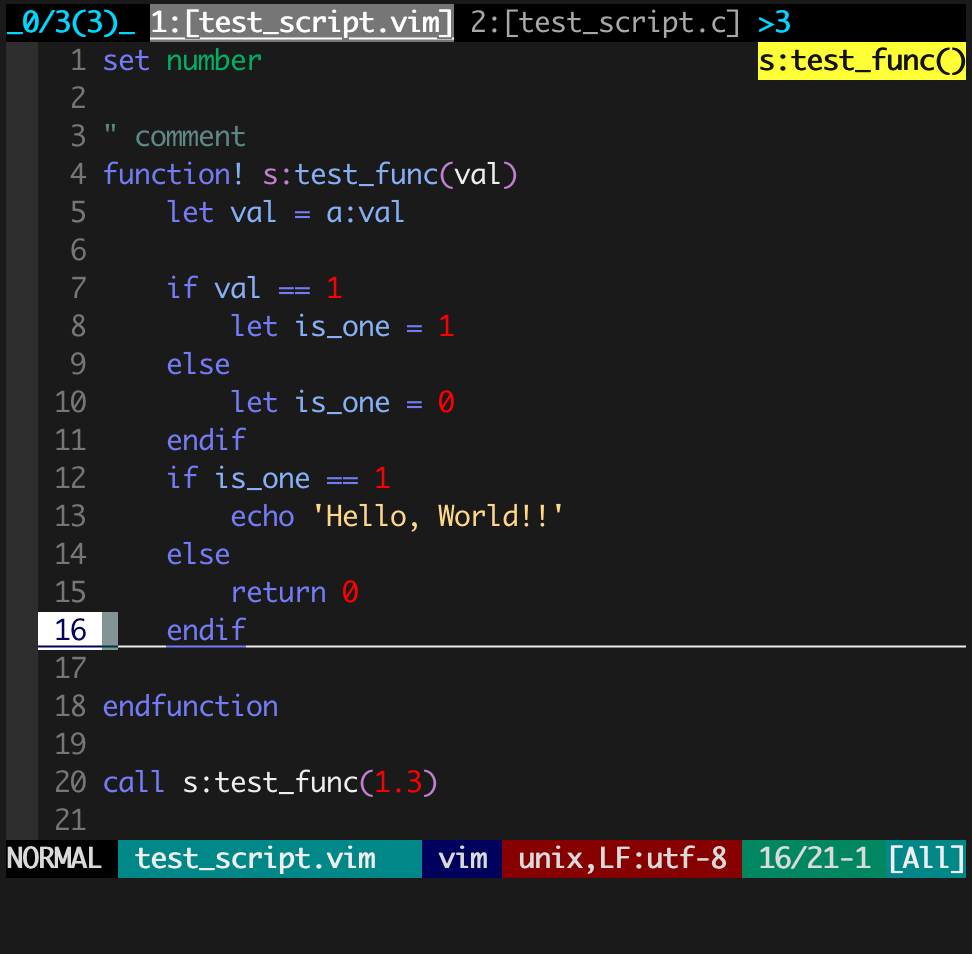 _0/3(3)_ 1:[test_script.vim] 2:[test_script.c] >3
1 set number s:test_func()
2
3 " comment
4 function! s:test_func(val)
5     let val = a:val
6
7     if val == 1
8         let is_one = 1
9     else
10         let is_one = 0
11     endif
12     if is_one == 1
13         echo 'Hello, World!!'
14     else
15         return 0
16     endif
17
18 endfunction
19
20 call s:test_func(1.3)
21
NORMAL test_script.vim vim unix,LF:utf-8 16/21-1 [All]